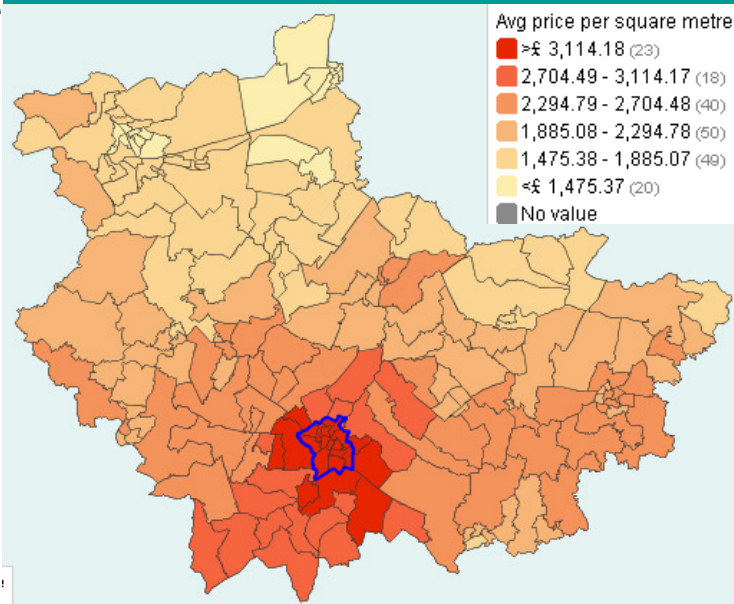 Avg price per square metre
>£ 3,114.18 (23)
2,704.49 - 3,114.17 (18)
2,294.79 - 2,704.48 (40)
1,885.08 - 2,294.78 (50)
1,475.38 - 1,885.07 (49)
<£ 1,475.37 (20)
No value